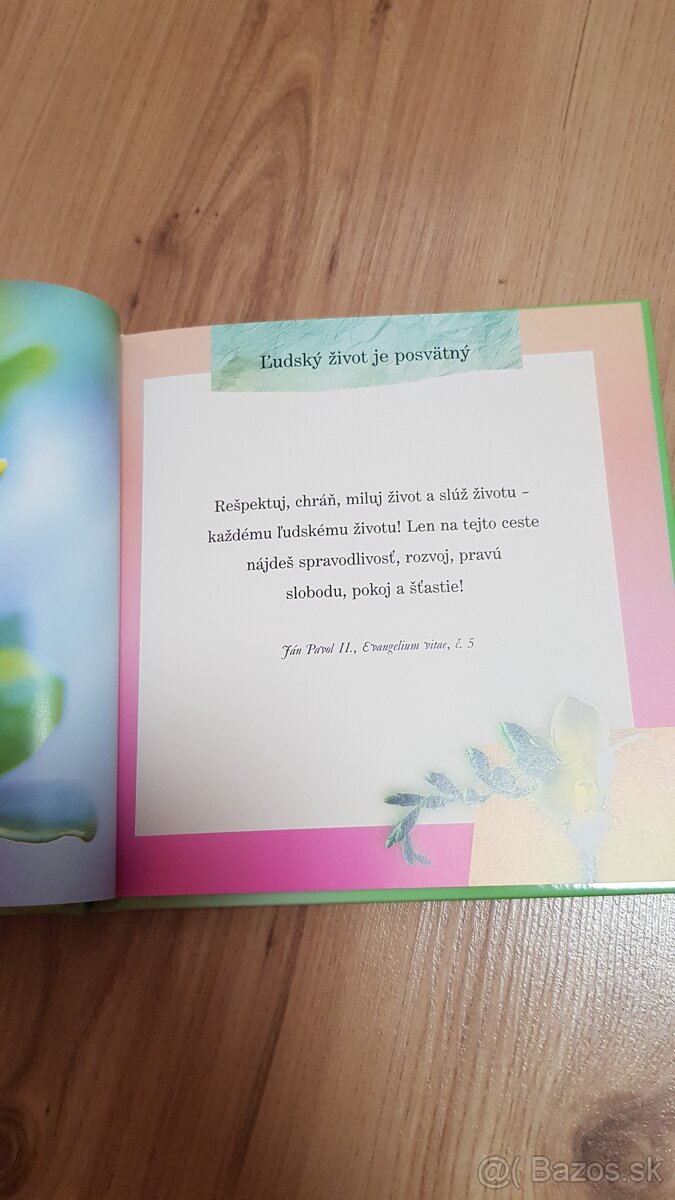 Ľudský život je posvätný
Rešpektuj, chráň, miluj život a slúž životu –
každému ľudskému životu! Len na tejto ceste
nájdeš spravodlivosť, rozvoj, pravú
slobodu, pokoj a šťastie!
Ján Pavol II., Evangelium vitae, č. 5
@( Bazos.sk